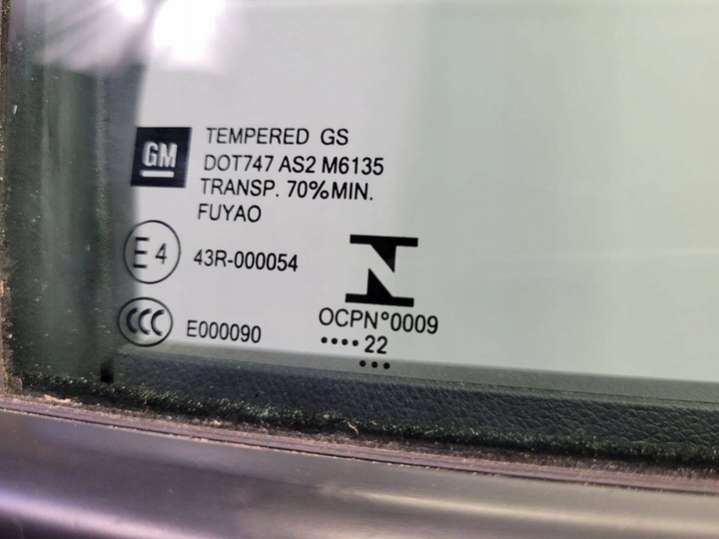 GM
TEMPERED GS
DOT747 AS2 M6135
TRANSP. 70%MIN.
FUYAO
E4
43R-000054
CCC
E000090
N
OCPN°0009
•••• 22
•••